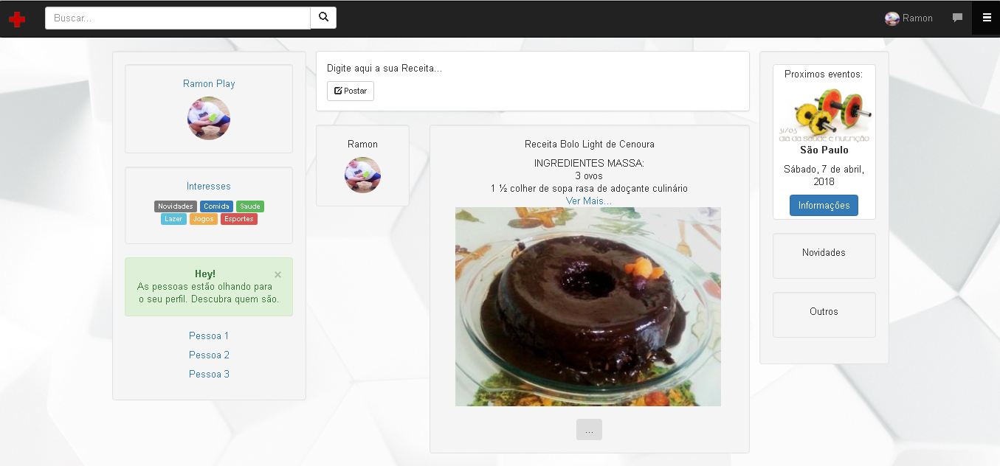 Buscar...
Ramon
Ramon Play
Interesses
Novidades Comida Saude
Lazer Jogos Esportes
Hey!
×
As pessoas estão olhando para
o seu perfil. Descubra quem são.
Pessoa 1
Pessoa 2
Pessoa 3
Digite aqui a sua Receita...
Postar
Ramon
Receita Bolo Light de Cenoura
INGREDIENTES MASSA:
3 ovos
1 ½ colher de sopa rasa de adoçante culinário
Ver Mais...
...
Proximos eventos:
31/03
dia da saúde e nutrição
São Paulo
Sábado, 7 de abril,
2018
Informações
Novidades
Outros